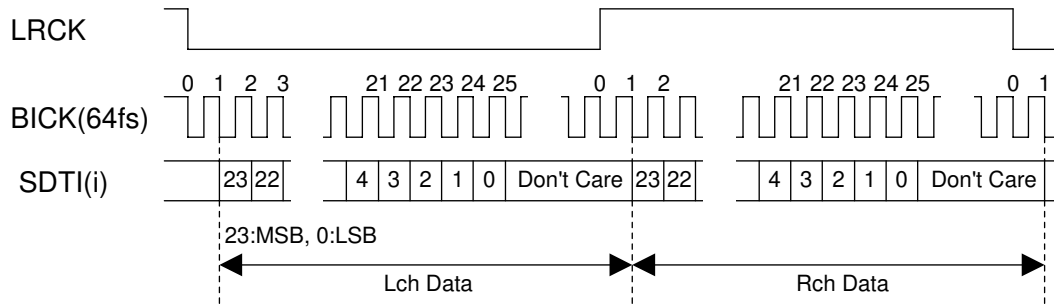 LRCK
0 1 2 3 21 22 23 24 25 0 1 2 21 22 23 24 25 0 1
BICK(64fs)
SDTI(i) 23 22 4 3 2 1 0 Don't Care 23 22 4 3 2 1 0 Don't Care
23:MSB, 0:LSB
Lch Data Rch Data